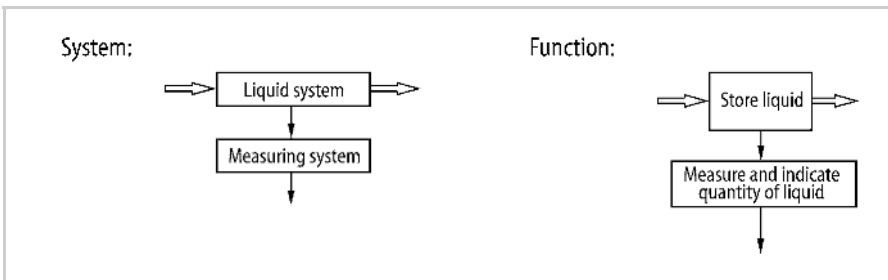 System:
Liquid system
Measuring system
Function:
Store liquid
Measure and indicate
quantity of liquid